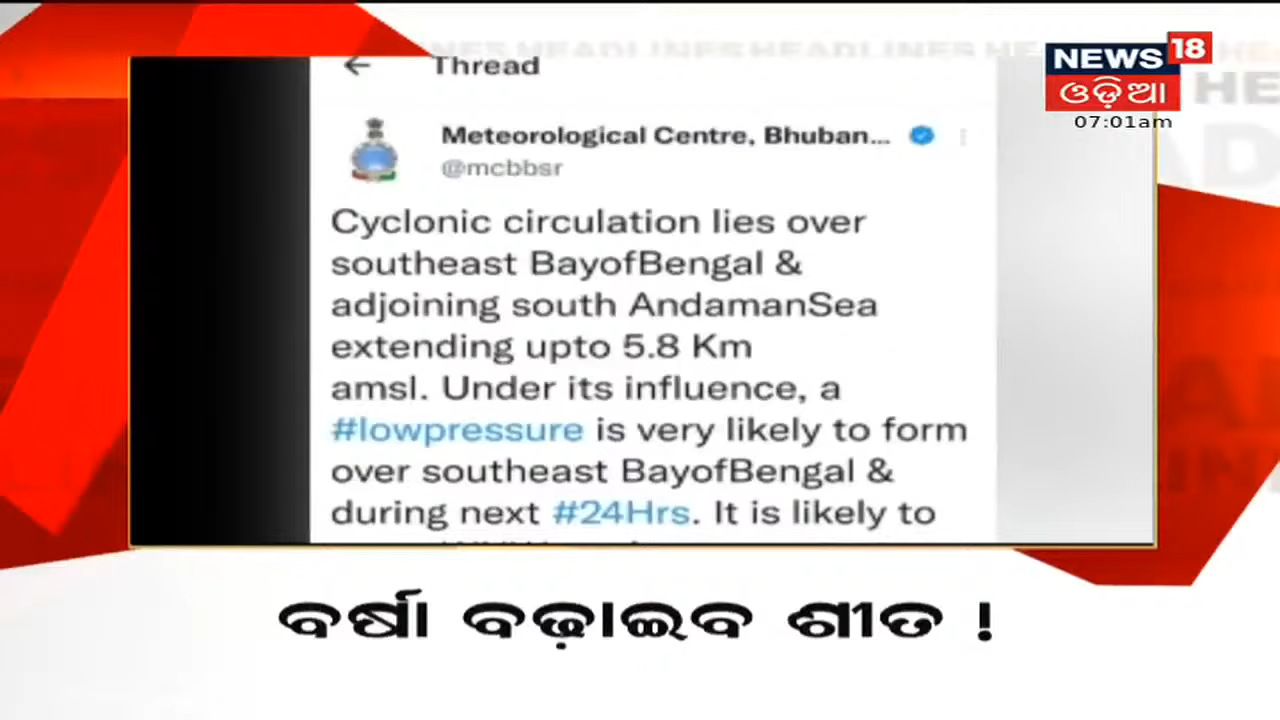 NEWS 18
ଓଡ଼ିଆ
07:01am
Thread
Meteorological Centre, Bhuban...
@mcbbsr
Cyclonic circulation lies over
southeast BayofBengal &
adjoining south AndamanSea
extending upto 5.8 Km
amsl. Under its influence, a
#lowpressure is very likely to form
over southeast BayofBengal &
during next #24Hrs. It is likely to
ବର୍ଷା ବଢ଼ାଇବ ଶୀତ !